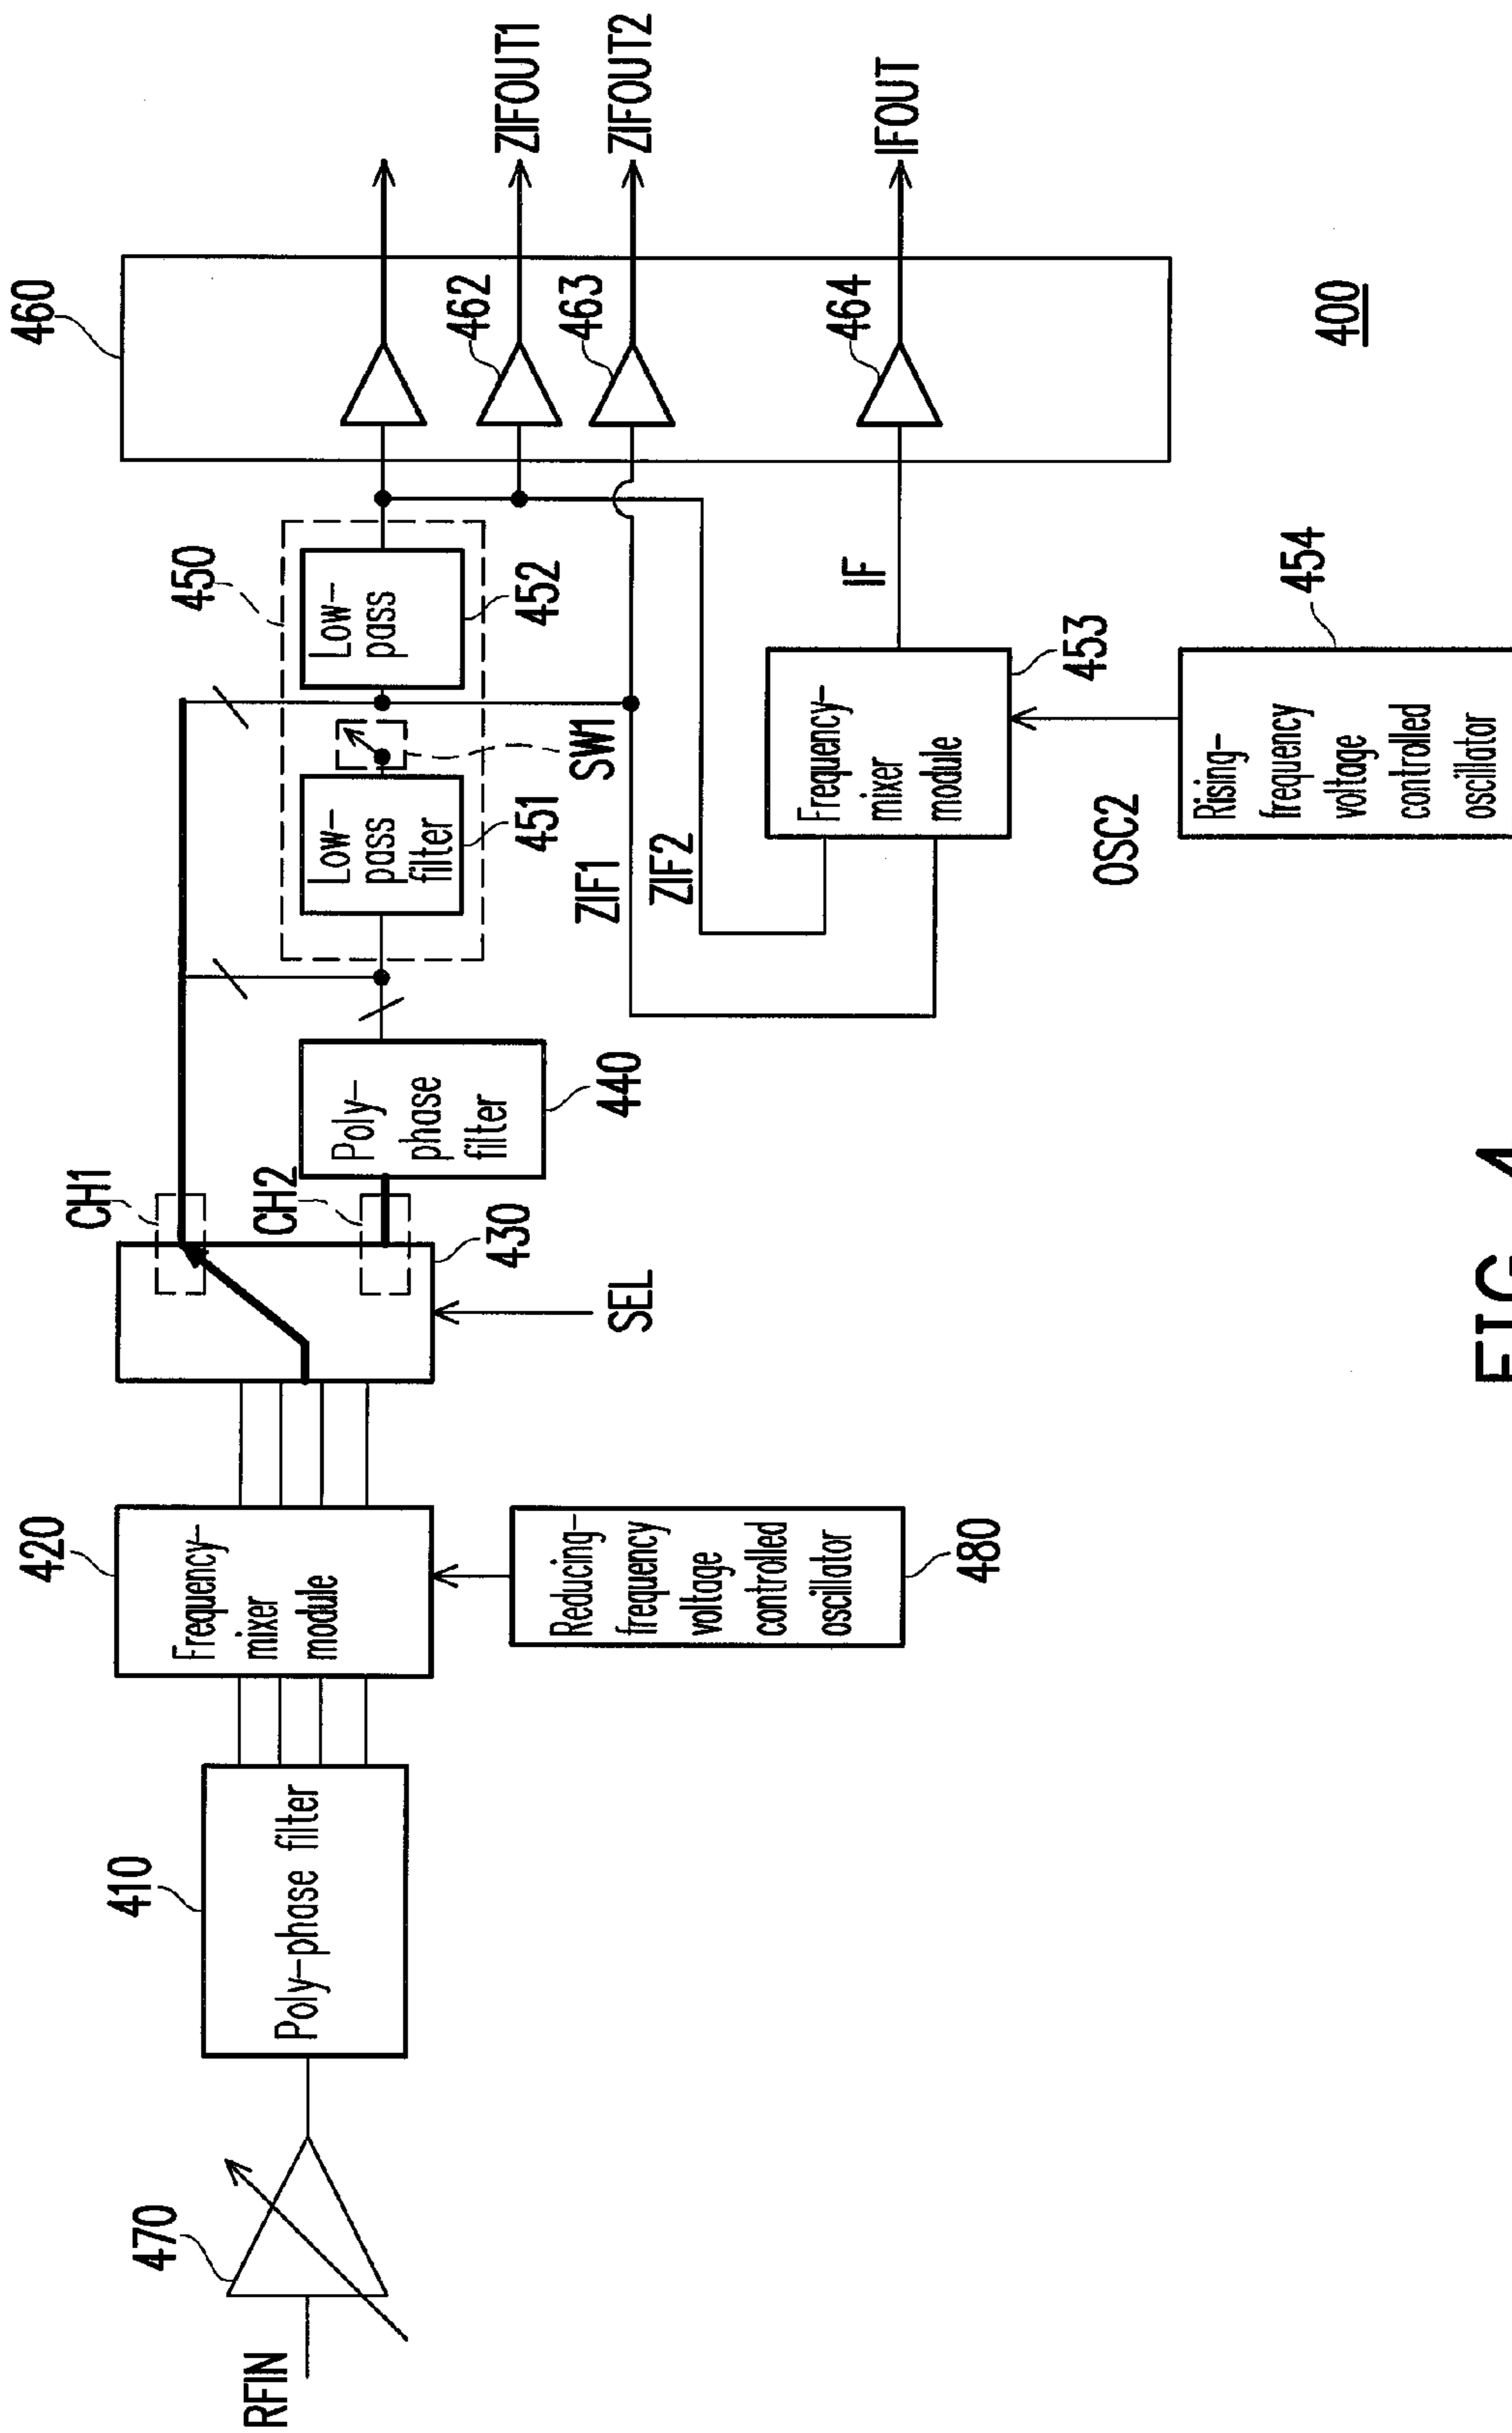 RFIN
470
410
Poly-phase filter
420
Frequency-
mixer
module
Reducing-
frequency
voltage
controlled
oscillator
480
CH1
CH2
430
SEL
Poly-
phase
filter
440
450
Low-
pass
filter
451
SW1
Low-
pass
452
ZIF1
ZIF2
Frequency-
mixer
module
453
IF
OSC2
Rising-
frequency
voltage
controlled
oscillator
454
460
462
463
464
ZIFOUT1
ZIFOUT2
IFOUT
400
FIG. 4